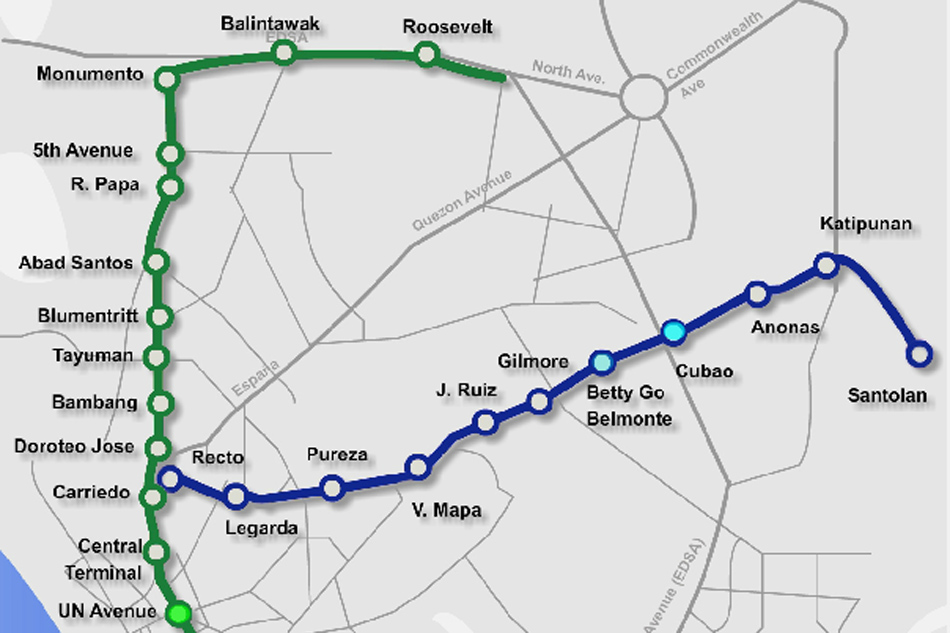 Balintawak
Roosevelt
EDSA
Monumento
North Ave.
Commonwealth
Ave
5th Avenue
R. Papa
Quezon Avenue
Katipunan
Abad Santos
Blumentritt
Anonas
Tayuman
Gilmore
Cubao
España
J. Ruiz
Betty Go
Belmonte
Santolan
Bambang
Doroteo Jose
Recto
Pureza
Carriedo
V. Mapa
Legarda
Central
Terminal
Avenue (EDSA)
UN Avenue